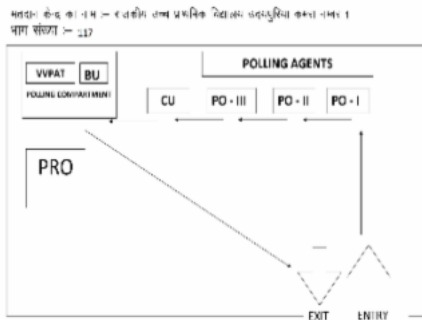 मतदान केन्द्र का नाम :- राजकीय उच्च प्राथमिक विद्यालय उदयपुरिया कमरा नम्बर 1
भाग संख्या :- 117
VVPAT BU
POLLING COMPARTMENT
POLLING AGENTS
CU PO - III PO - II PO - I
PRO
EXIT ENTRY